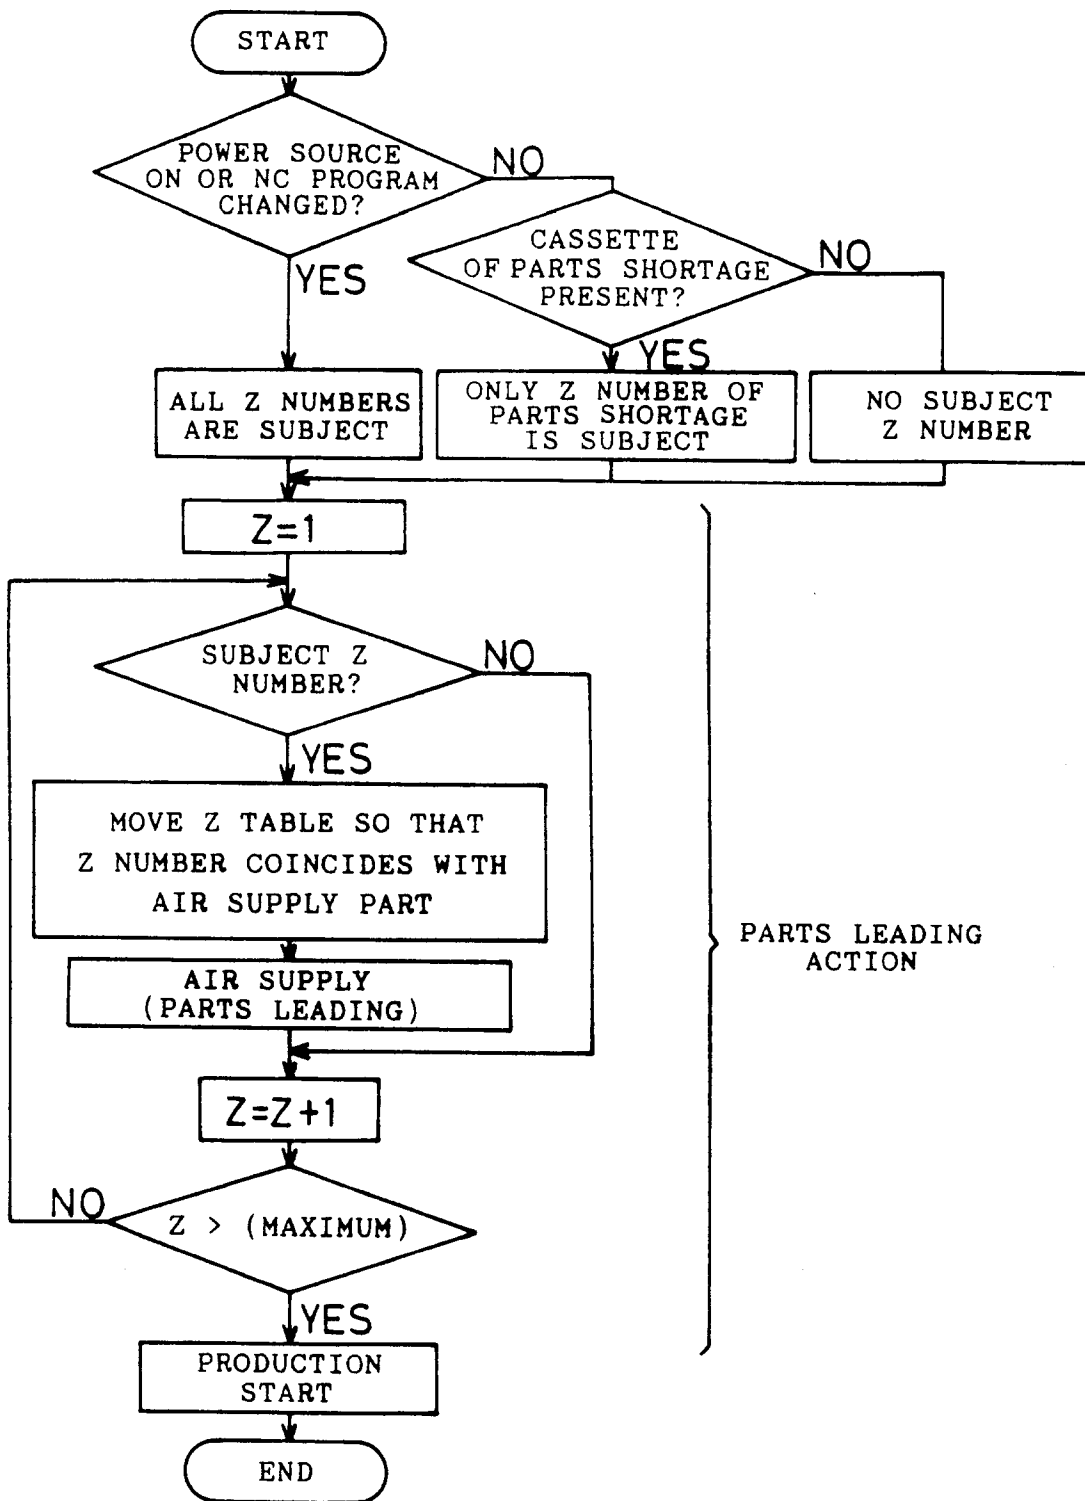 START
POWER SOURCE
ON OR NC PROGRAM
CHANGED?
NO
YES
CASSETTE
OF PARTS SHORTAGE
PRESENT?
NO
YES
ALL Z NUMBERS
ARE SUBJECT
ONLY Z NUMBER OF
PARTS SHORTAGE
IS SUBJECT
NO SUBJECT
Z NUMBER
Z=1
SUBJECT Z
NUMBER?
NO
YES
MOVE Z TABLE SO THAT
Z NUMBER COINCIDES WITH
AIR SUPPLY PART
AIR SUPPLY
(PARTS LEADING)
PARTS LEADING
ACTION
Z=Z+1
Z > (MAXIMUM)
NO
YES
PRODUCTION
START
END